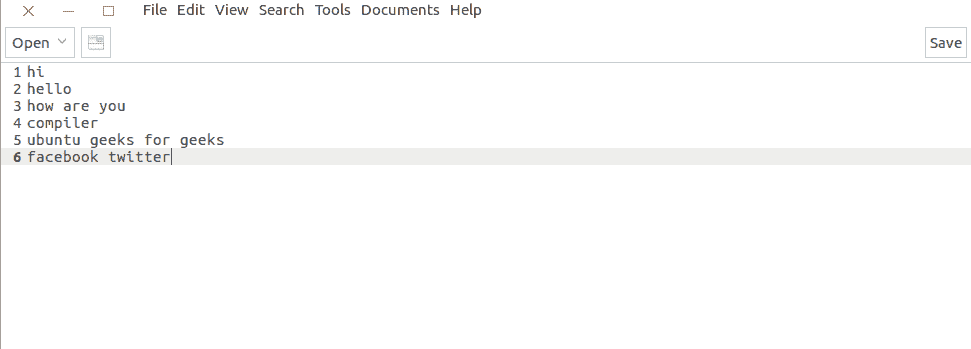 File Edit View Search Tools Documents Help
Open Save
1 hi
2 hello
3 how are you
4 compiler
5 ubuntu geeks for geeks
6 facebook twitter